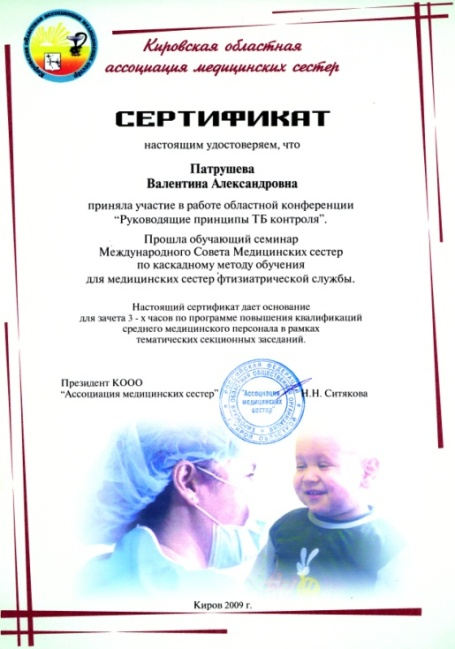 Кировская областная
ассоциация медицинских сестер
СЕРТИФИКАТ
настоящим удостоверяем, что
Патрушева
Валентина Александровна
приняла участие в работе областной конференции
“Руководящие принципы ТБ контроля”.
Прошла обучающий семинар
Международного Совета Медицинских сестер
по каскадному методу обучения
для медицинских сестер фтизиатрической службы.
Настоящий сертификат дает основание
для зачета 3 - х часов по программе повышения квалификаций
среднего медицинского персонала в рамках
тематических секционных заседаний.
Президент КООО
“Ассоциация медицинских сестер”
Н.Н. Ситякова
"Ассоциация
медицинских
сестер"
Киров 2009 г.